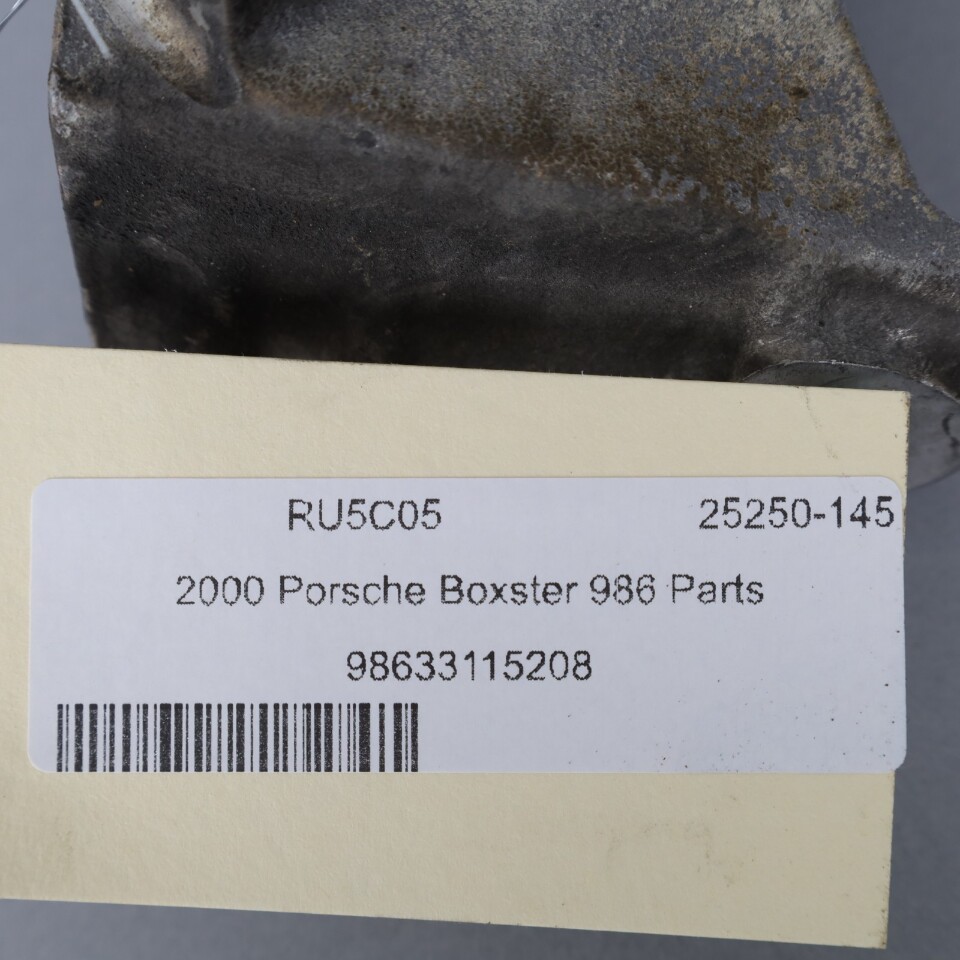 RU5C05 25250-145
2000 Porsche Boxster 986 Parts
98633115208